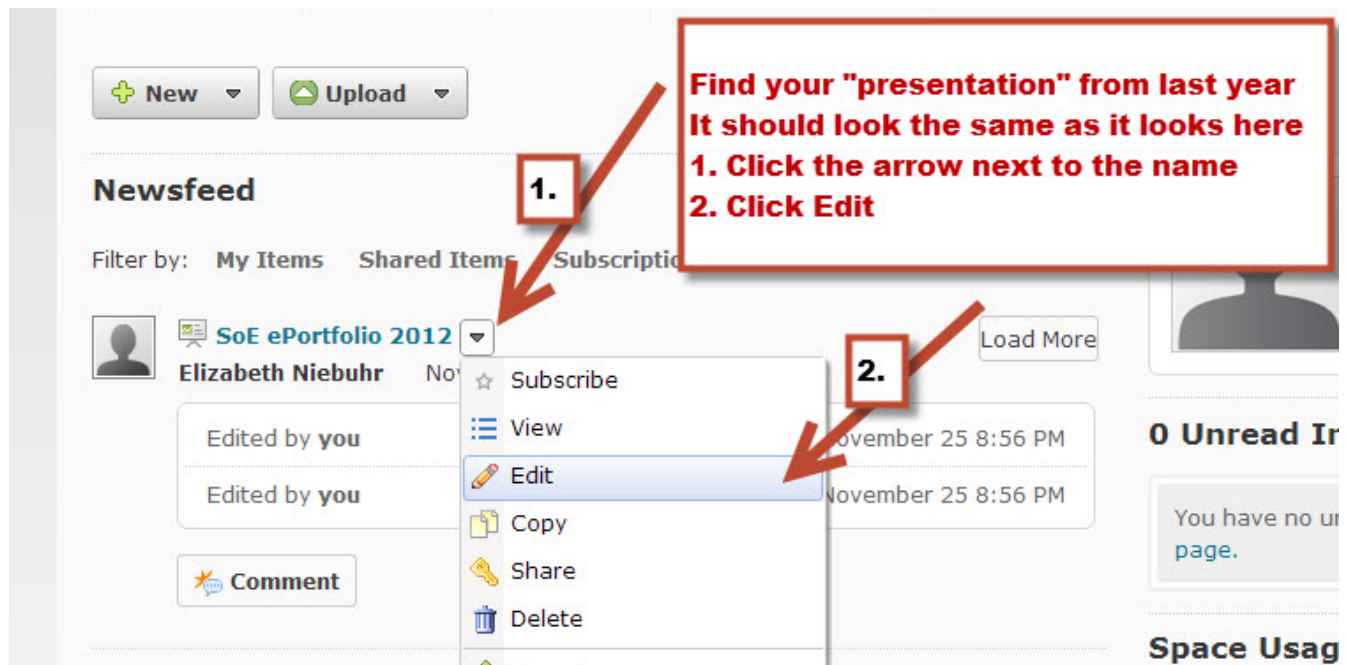 New
Upload
Find your "presentation" from last year
It should look the same as it looks here
1. Click the arrow next to the name
2. Click Edit
Newsfeed
1.
Filter by: My Items Shared Items
SoE ePortfolio 2012
Load More
Elizabeth Niebuhr
2.
Subscribe
View
Edit
Copy
Share
Delete
Edited by you
November 25 8:56 PM
Edited by you
November 25 8:56 PM
Comment
0 Unread
You have no
page.
Space